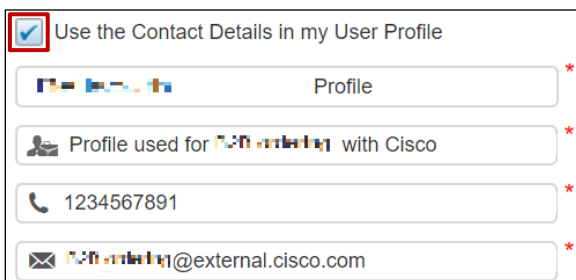 Use the Contact Details in my User Profile
Profile *
Profile used for with Cisco *
1234567891 *
@external.cisco.com *